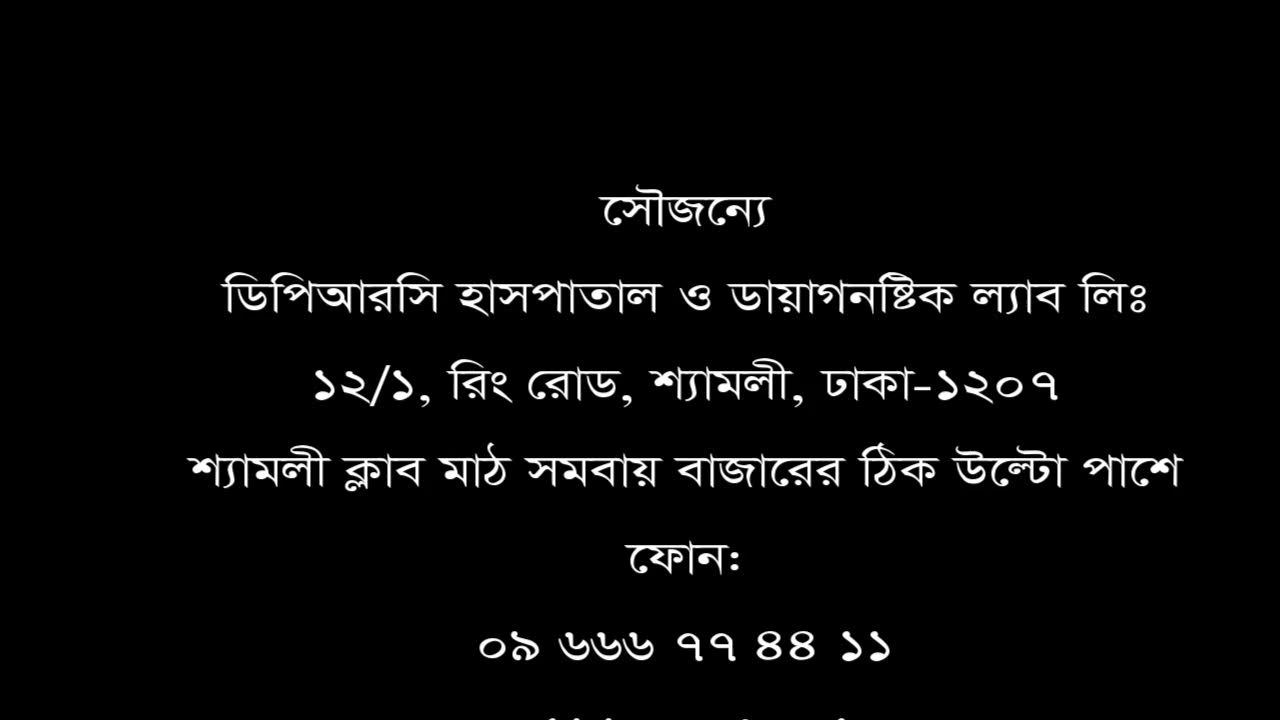 সৌজন্যে
ডিপিআরসি হাসপাতাল ও ডায়াগনষ্টিক ল্যাব লিঃ
১২/১, রিং রোড, শ্যামলী, ঢাকা-১২০৭
শ্যামলী ক্লাব মাঠ সমবায় বাজারের ঠিক উল্টো পাশে
ফোন:
০৯ ৬৬৬ ৭৭ ৪৪ ১১